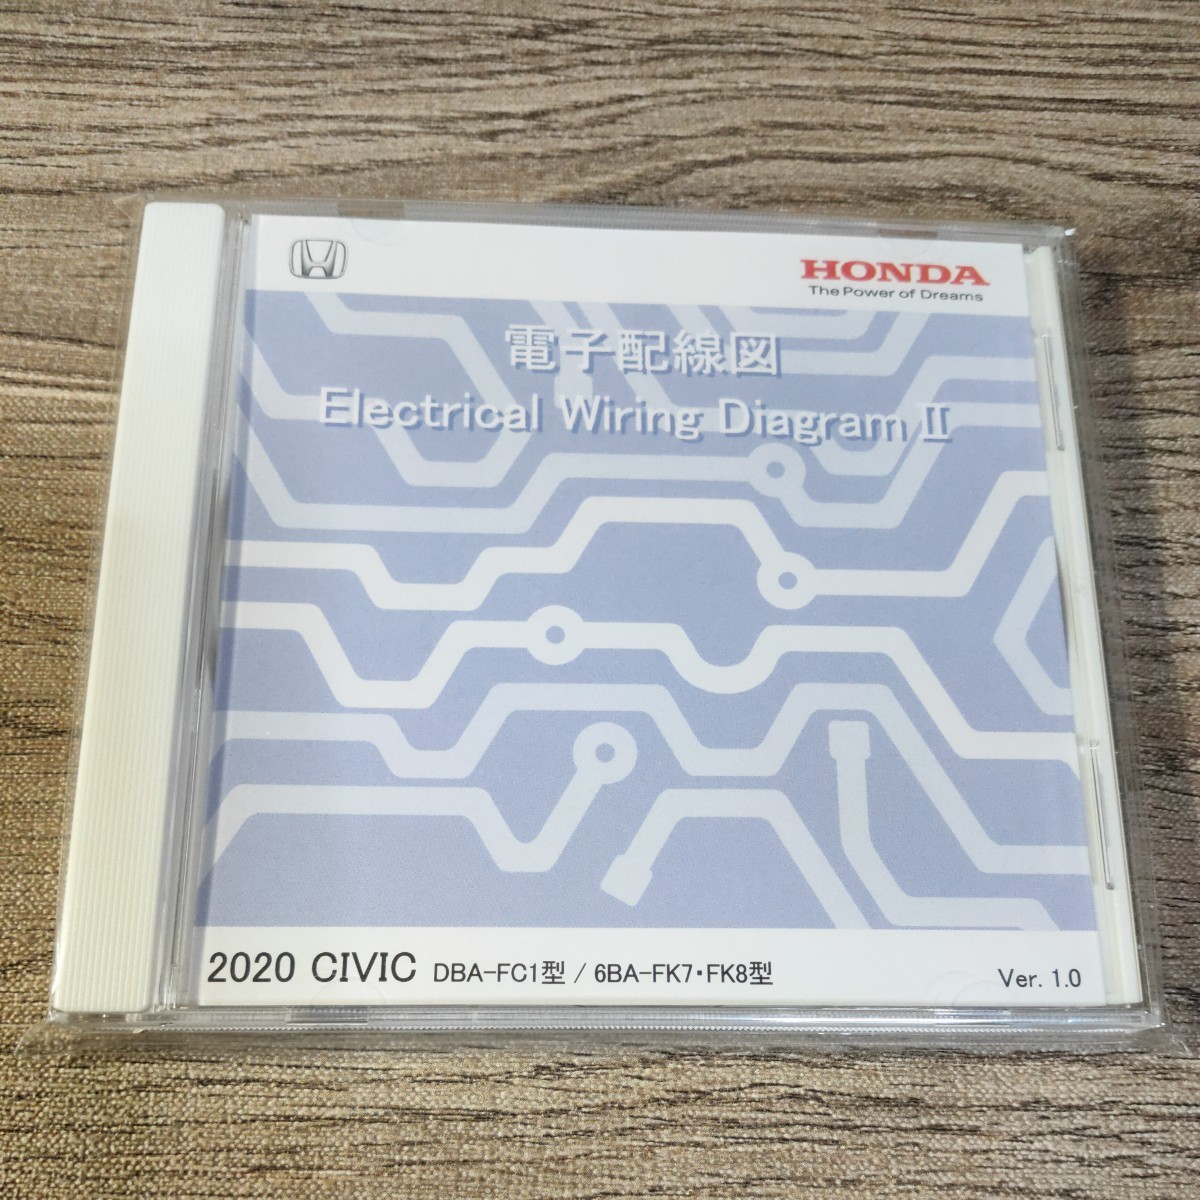 HONDA
The Power of Dreams
電子配線図
Electrical Wiring Diagram II
2020 CIVIC DBA-FC1型 / 6BA-FK7・FK8型
Ver. 1.0